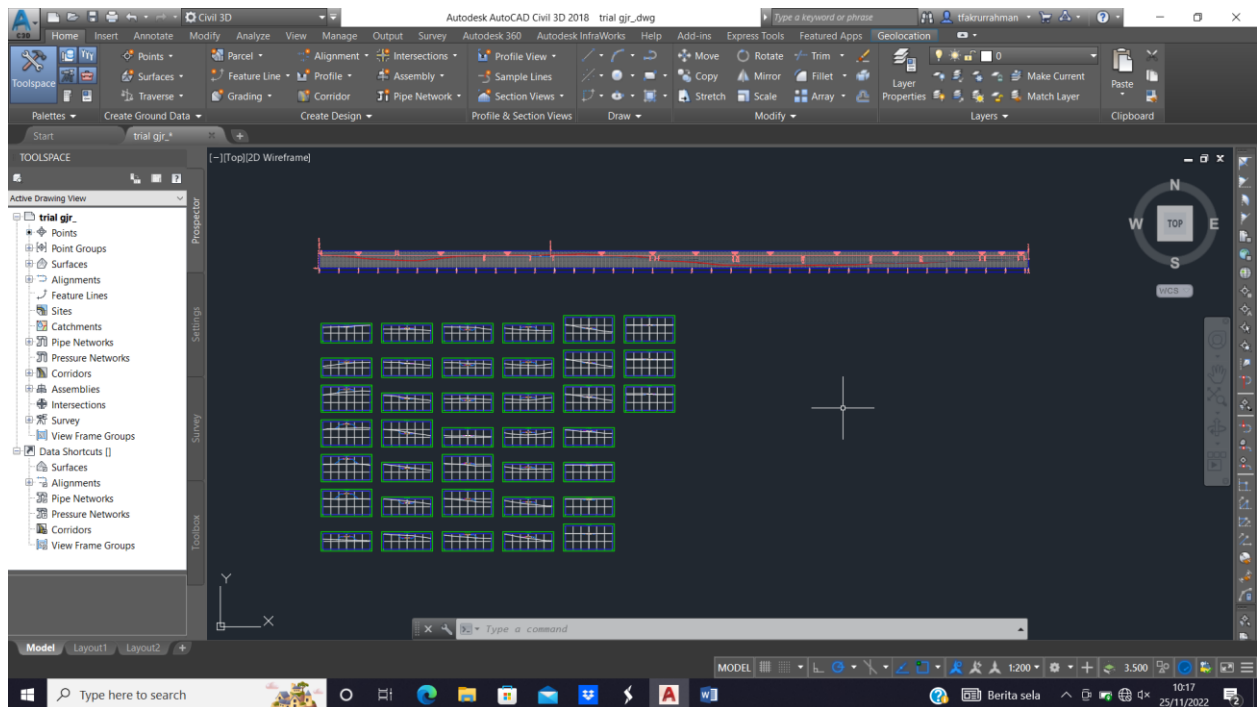 C3D
Civil 3D
Autodesk AutoCAD Civil 3D 2018 trial gjr_.dwg
Type a keyword or phrase
tfakrurrahman
Home Insert Annotate Modify Analyze View Manage Output Survey Autodesk 360 Autodesk InfraWorks Help Add-ins Express Tools Featured Apps Geolocation
Toolspace
Points
Surfaces
Traverse
Parcel
Feature Line
Grading
Alignment
Profile
Corridor
Intersections
Assembly
Pipe Network
Profile View
Sample Lines
Section Views
Move
Copy
Stretch
Rotate
Mirror
Scale
Trim
Fillet
Array
Layer
Properties
0
Make Current
Match Layer
Paste
Palettes Create Ground Data Create Design Profile & Section Views Draw Modify Layers Clipboard
Start trial gjr_*
TOOLSPACE
Active Drawing View
trial gjr_
Points
Point Groups
Surfaces
Alignments
Feature Lines
Sites
Catchments
Pipe Networks
Pressure Networks
Corridors
Assemblies
Intersections
Survey
View Frame Groups
Data Shortcuts []
Surfaces
Alignments
Pipe Networks
Pressure Networks
Corridors
View Frame Groups
Prospector
Settings
Survey
Toolbox
[-][Top][2D Wireframe]
N
W TOP E
S
WCS
Y
X
Type a command
Model Layout1 Layout2 +
MODEL 1:200 3.500
Type here to search
Berita sela
10:17
25/11/2022
2